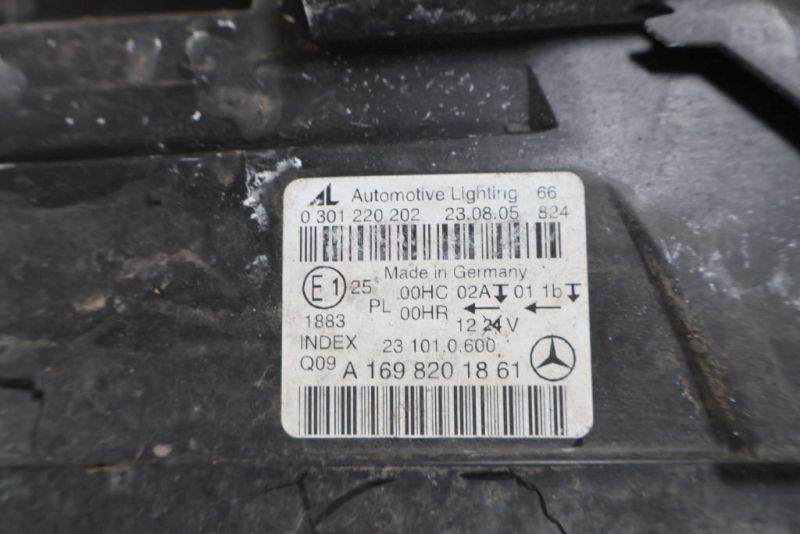 AL Automotive Lighting 66
0 301 220 202 23.08.05 824
Made in Germany
E1 25 .00HC 02A 01 1b
PL 00HR
1883 12 24 V
INDEX 23 101.0.600
Q09 A 169 820 18 61